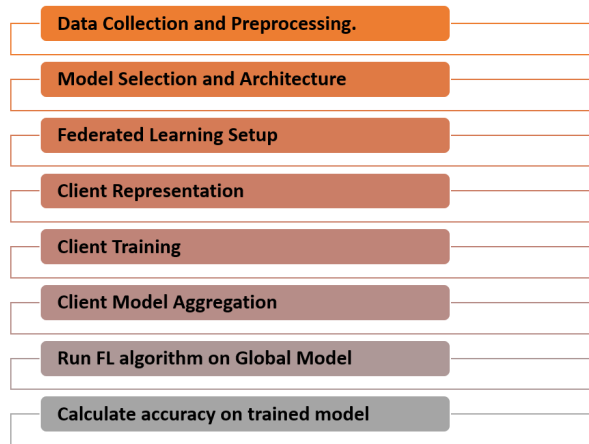 Data Collection and Preprocessing.
Model Selection and Architecture
Federated Learning Setup
Client Representation
Client Training
Client Model Aggregation
Run FL algorithm on Global Model
Calculate accuracy on trained model